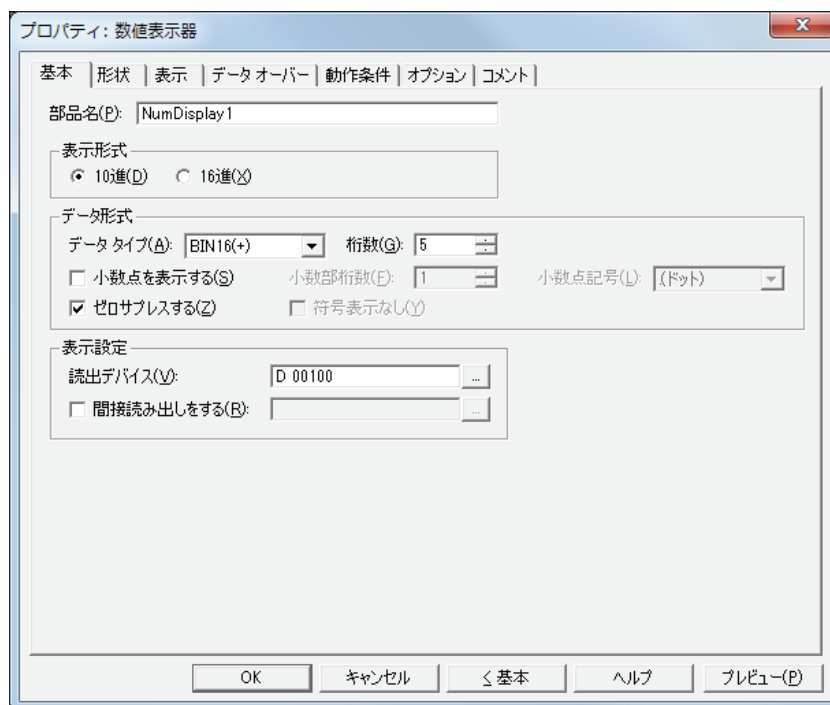 プロパティ: 数値表示器
基本 形状 表示 データ オーバー 動作条件 オプション コメント
部品名(P): NumDisplay1
表示形式
10進(D) 16進(X)
データ形式
データ タイプ(A): BIN16(+) 桁数(G): 5
小数点を表示する(S) 小数部桁数(F): 1 小数点記号(L): .(ドット)
ゼロサプレスする(Z) 符号表示なし(Y)
表示設定
読出デバイス(V): D 00100 ...
間接読み出しをする(R): ...
OK キャンセル < 基本 ヘルプ プレビュー(P)